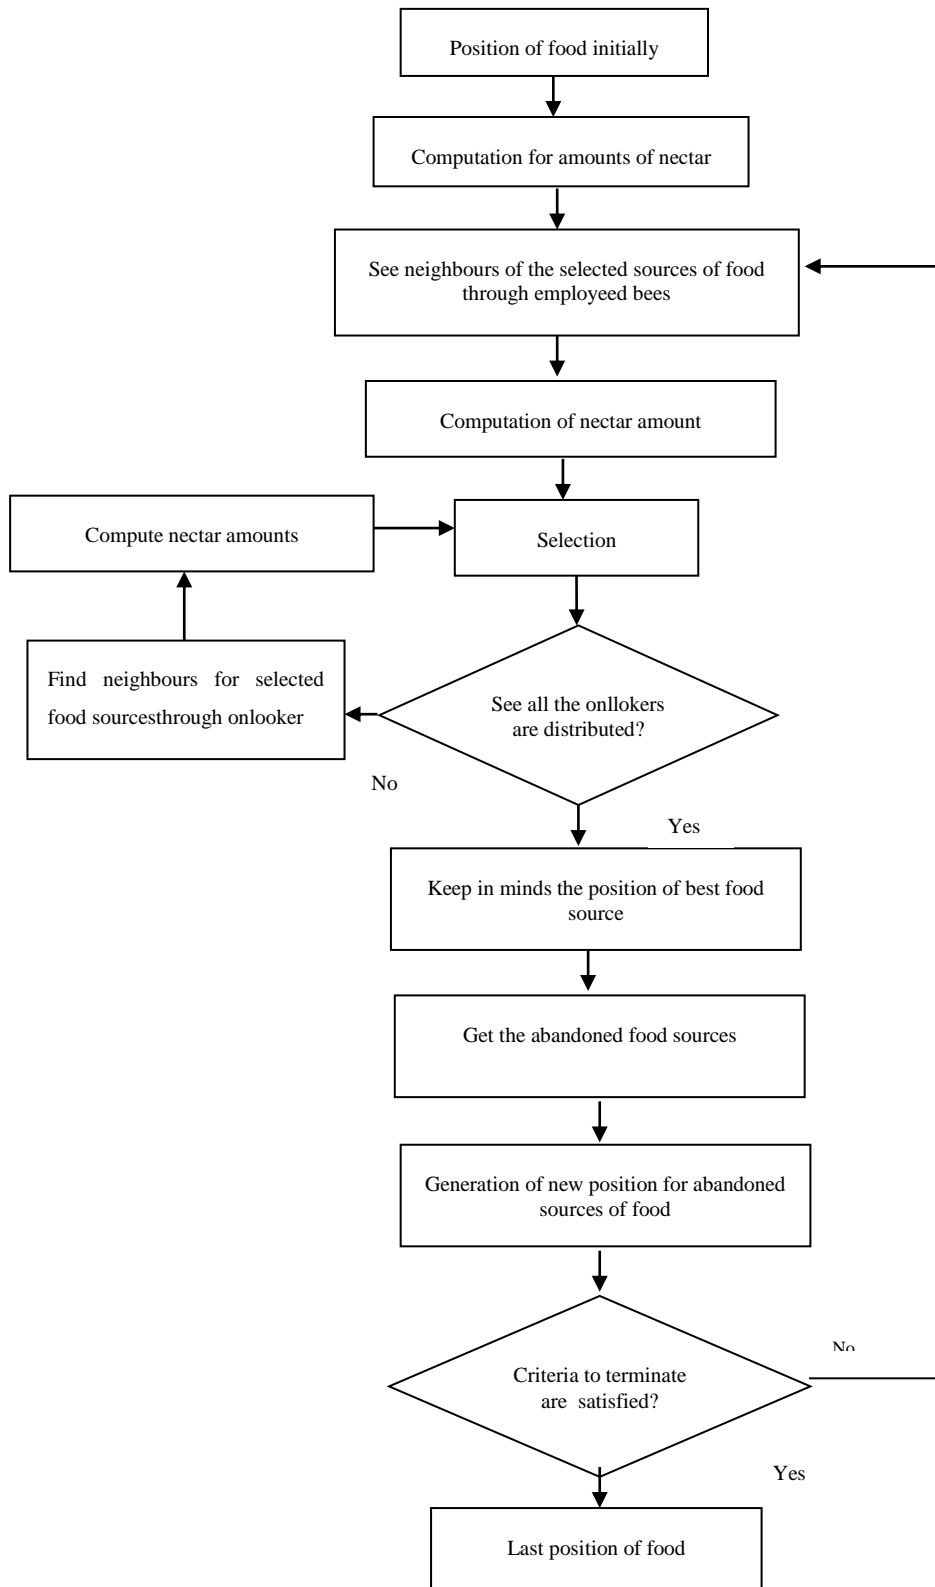 Position of food initially
Computation for amounts of nectar
See neighbours of the selected sources of food
through employeed bees
Computation of nectar amount
Compute nectar amounts
Selection
Find neighbours for selected
food sourcesthrough onlooker
See all the onllokers
are distributed?
No
Yes
Keep in minds the position of best food
source
Get the abandoned food sources
Generation of new position for abandoned
sources of food
Criteria to terminate
are satisfied?
No
Yes
Last position of food